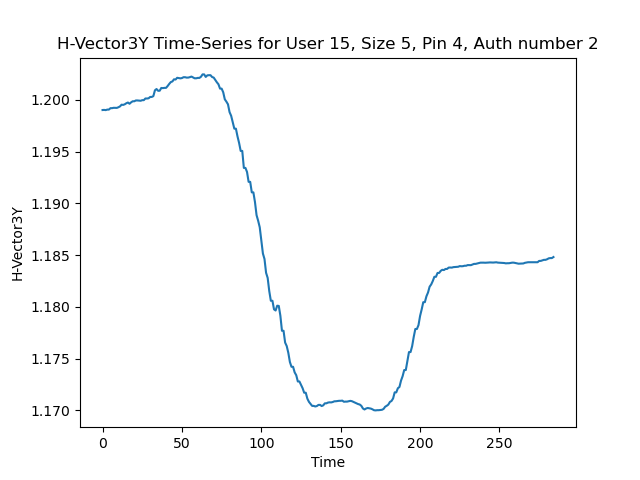 H-Vector3Y Time-Series for User 15, Size 5, Pin 4, Auth number 2
H-Vector3Y
1.200
1.195
1.190
1.185
1.180
1.175
1.170
0 50 100 150 200 250
Time